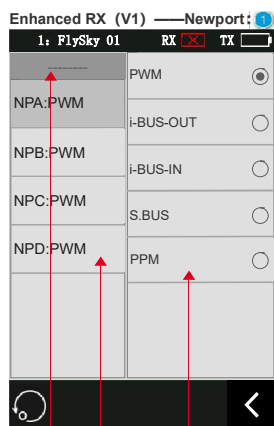 Enhanced RX (V1) ——Newport: 1
1: FlySky 01 RX TX
--------
PWM
NPA:PWM
i-BUS-OUT
NPB:PWM
i-BUS-IN
NPC:PWM
S.BUS
NPD:PWM
PPM